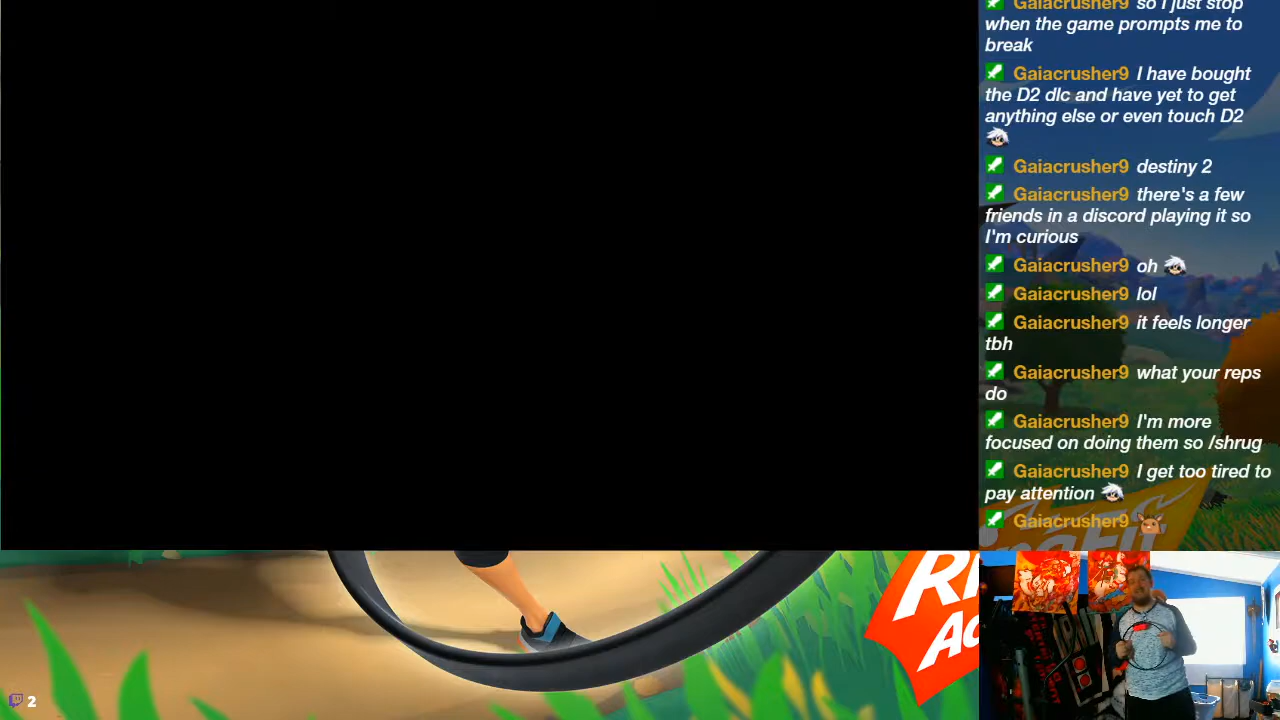 Gaiacrusher9 so I just stop
when the game prompts me to
break
Gaiacrusher9 I have bought
the D2 dlc and have yet to get
anything else or even touch D2
Gaiacrusher9 destiny 2
Gaiacrusher9 there's a few
friends in a discord playing it so
I'm curious
Gaiacrusher9 oh
Gaiacrusher9 lol
Gaiacrusher9 it feels longer
tbh
Gaiacrusher9 what your reps
do
Gaiacrusher9 I'm more
focused on doing them so /shrug
Gaiacrusher9 I get too tired to
pay attention
Gaiacrusher9
2